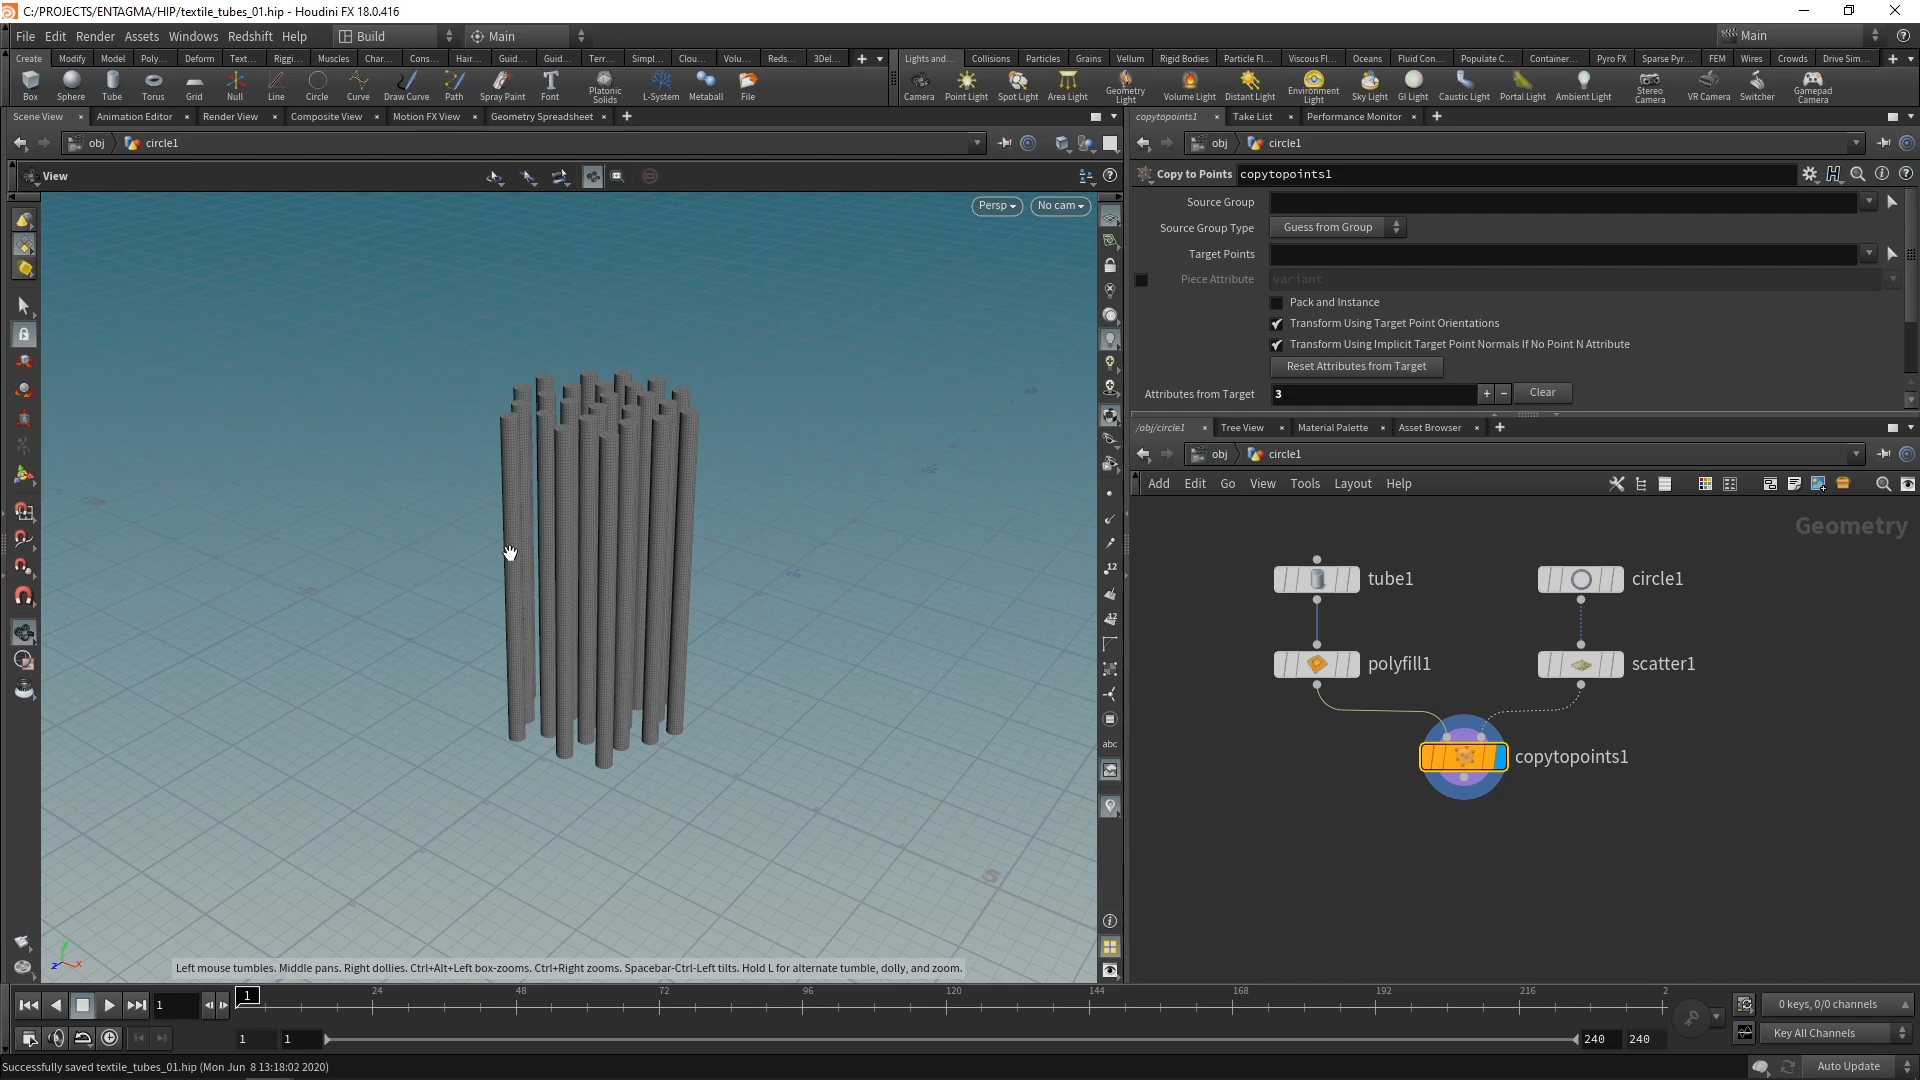 C:/PROJECTS/ENTAGMA/HIP/textile_tubes_01.hip - Houdini FX 18.0.416
File Edit Render Assets Windows Redshift Help Build Main Main
Create Modify Model Poly... Deform Text... Riggi... Muscles Char... Cons... Hair... Guid... Guid... Terr... Simpl... Clou... Volu... Reds... 3Del... Lights and... Collisions Particles Grains Vellum Rigid Bodies Particle Fl... Viscous Fl... Oceans Fluid Con... Populate C... Container... Pyro FX Sparse Pyr... FEM Wires Crowds Drive Sim...
Box Sphere Tube Torus Grid Null Line Circle Curve Draw Curve Path Spray Paint Font Platonic Solids L-System Metaball File Camera Point Light Spot Light Area Light Geometry Light Volume Light Distant Light Environment Light Sky Light GI Light Caustic Light Portal Light Ambient Light Stereo Camera VR Camera Switcher Gamepad Camera
Scene View Animation Editor Render View Composite View Motion FX View Geometry Spreadsheet copytopoints1 Take List Performance Monitor
obj circle1 obj circle1
View
Copy to Points copytopoints1
Persp No cam
Source Group
Source Group Type Guess from Group
Target Points
Piece Attribute variant
Pack and Instance
Transform Using Target Point Orientations
Transform Using Implicit Target Point Normals If No Point N Attribute
Reset Attributes from Target
Attributes from Target 3 Clear
/obj/circle1 Tree View Material Palette Asset Browser
obj circle1
Add Edit Go View Tools Layout Help
Geometry
tube1 circle1
polyfill1 scatter1
copytopoints1
12
12
abc
5
y
z x
Left mouse tumbles. Middle pans. Right dollies. Ctrl+Alt+Left box-zooms. Ctrl+Right zooms. Spacebar-Ctrl-Left tilts. Hold L for alternate tumble, dolly, and zoom.
1 1 24 48 72 96 120 144 168 192 216 2 0 keys, 0/0 channels
1 1 240 240 Key All Channels
Successfully saved textile_tubes_01.hip (Mon Jun 8 13:18:02 2020) Auto Update